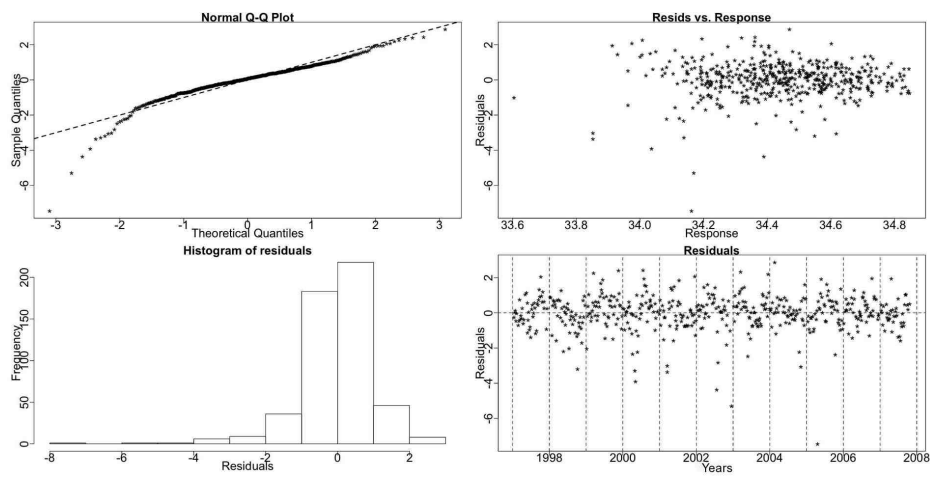 Normal Q-Q Plot
Sample Quantiles
2
0
-2
-4
-6
-3 -2 -1 0 1 2 3
Theoretical Quantiles
Resids vs. Response
Residuals
2
0
-2
-4
-6
33.6 33.8 34.0 34.2 34.4 34.6 34.8
Response
Histogram of residuals
Frequency
200
150
100
50
0
-8 -6 -4 -2 0 2
Residuals
Residuals
Residuals
2
0
-2
-4
-6
1998 2000 2002 2004 2006 2008
Years